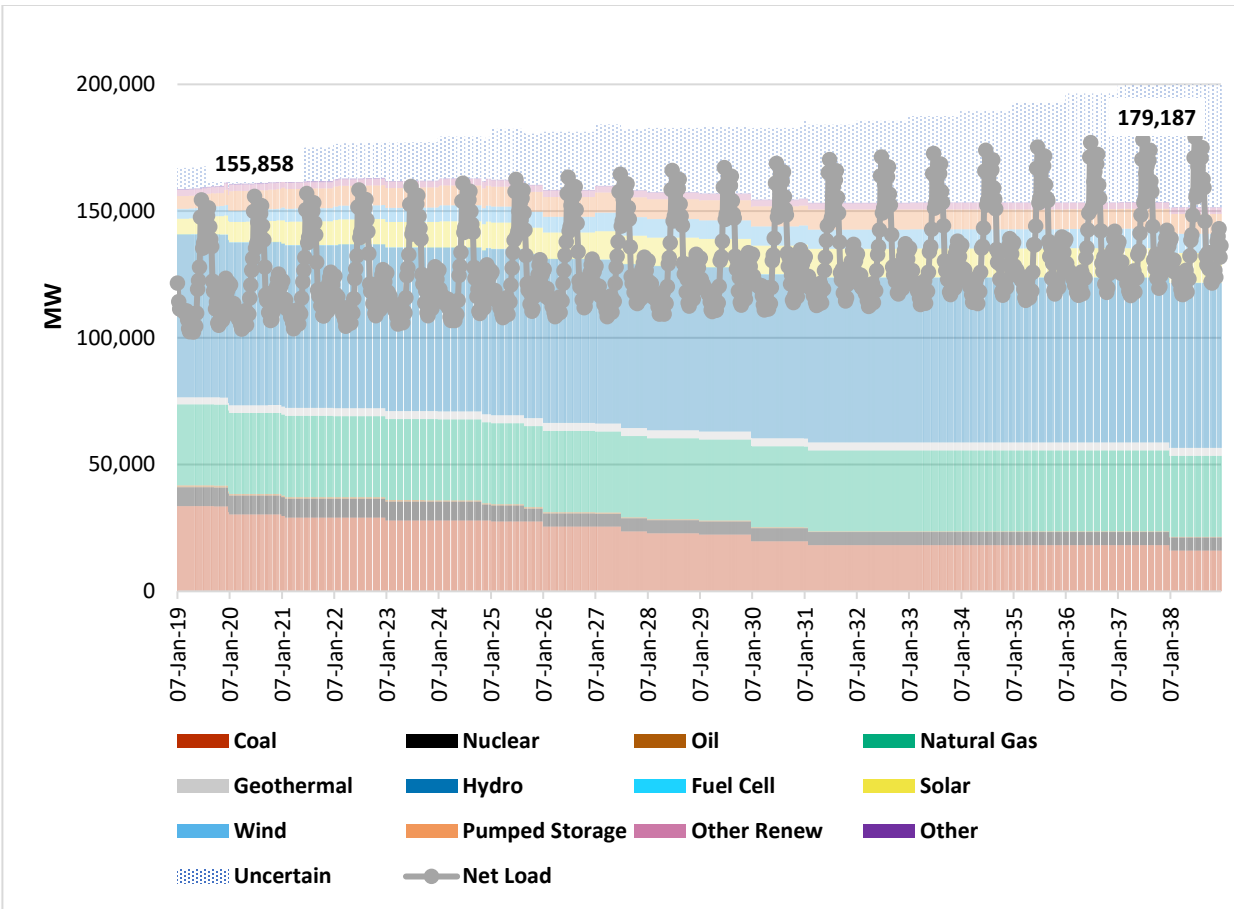 200,000
179,187
155,858
150,000
MW
100,000
50,000
0
07-Jan-19
07-Jan-20
07-Jan-21
07-Jan-22
07-Jan-23
07-Jan-24
07-Jan-25
07-Jan-26
07-Jan-27
07-Jan-28
07-Jan-29
07-Jan-30
07-Jan-31
07-Jan-32
07-Jan-33
07-Jan-34
07-Jan-35
07-Jan-36
07-Jan-37
07-Jan-38
Coal Nuclear Oil Natural Gas
Geothermal Hydro Fuel Cell Solar
Wind Pumped Storage Other Renew Other
Uncertain Net Load